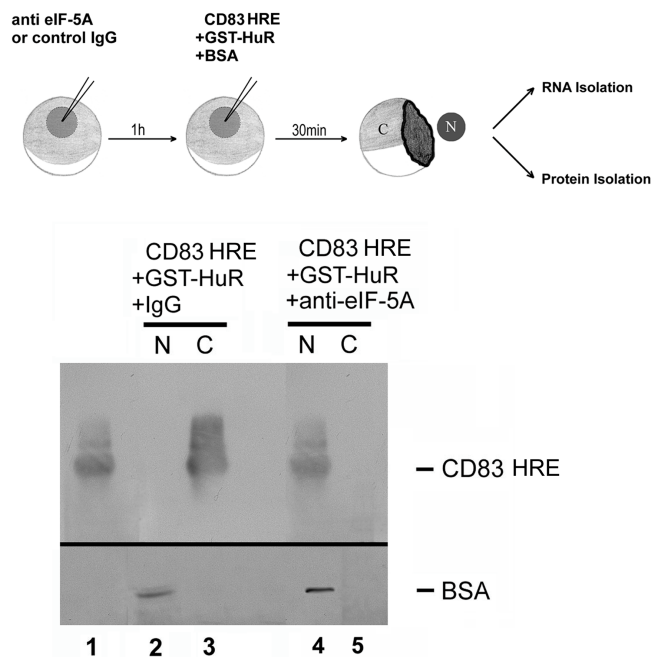 anti eIF-5A
or control IgG
CD83 HRE
+GST-HuR
+BSA
1h
30min
C
N
RNA Isolation
Protein Isolation
CD83 HRE
+GST-HuR
+IgG
CD83 HRE
+GST-HuR
+anti-eIF-5A
N C N C
CD83 HRE
BSA
1 2 3 4 5